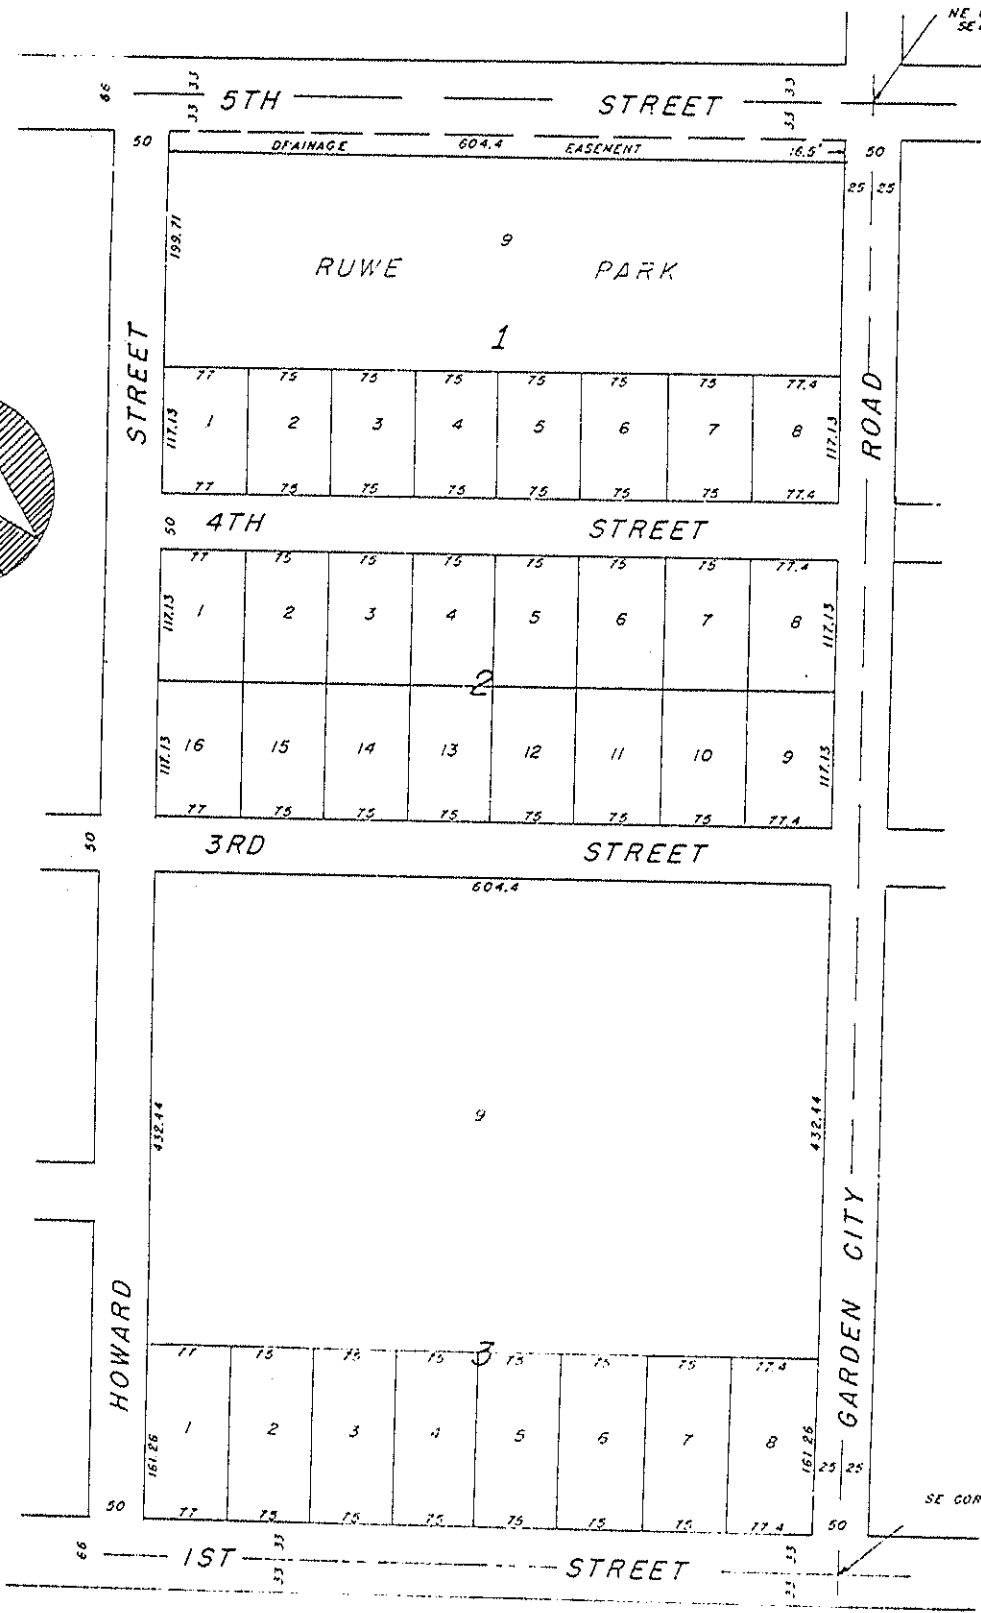 NE
SE
66
5TH STREET
33 33
33 33
33
33
50
DRAINAGE 604.4 EASEMENT 16.5'
50
25 25
199.71
9
RUWE PARK
1
STREET
ROAD
77 75 75 75 75 75 75 77.4
117.13 1 2 3 4 5 6 7 8 117.13
77 75 75 75 75 75 75 77.4
50
4TH STREET
77 75 75 75 75 75 75 77.4
117.13 1 2 3 4 5 6 7 8 117.13
2
117.13 16 15 14 13 12 11 10 9 117.13
77 75 75 75 75 75 75 77.4
50
3RD STREET
604.4
432.44 9 432.44
HOWARD
GARDEN CITY
3
77 75 75 75 75 75 75 77.4
161.26 1 2 3 4 5 6 7 8 161.26
25 25
77 75 75 75 75 75 75 77.4
50
50
SE COR
66
1ST STREET
33
33
33
33 33